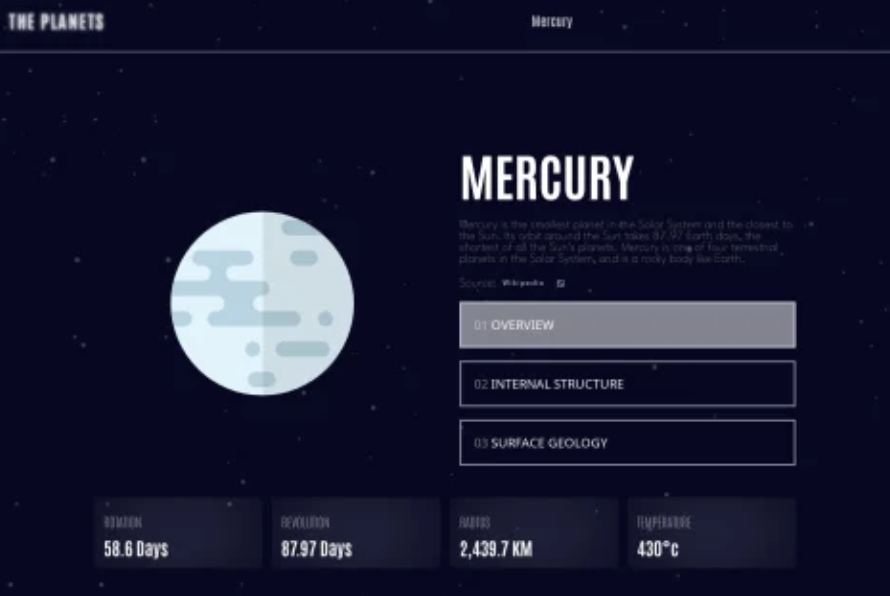 THE PLANETS
Mercury
MERCURY
Mercury is the smallest planet in the Solar System and the closest to
the Sun. Its orbit around the Sun takes 87.97 Earth days, the
shortest of all the Sun's planets. Mercury is one of four terrestrial
planets in the Solar System, and is a rocky body like Earth.
Source: Wikipedia
01 OVERVIEW
02 INTERNAL STRUCTURE
03 SURFACE GEOLOGY
ROTATION
58.6 Days
REVOLUTION
87.97 Days
RADIUS
2,439.7 KM
TEMPERATURE
430°c